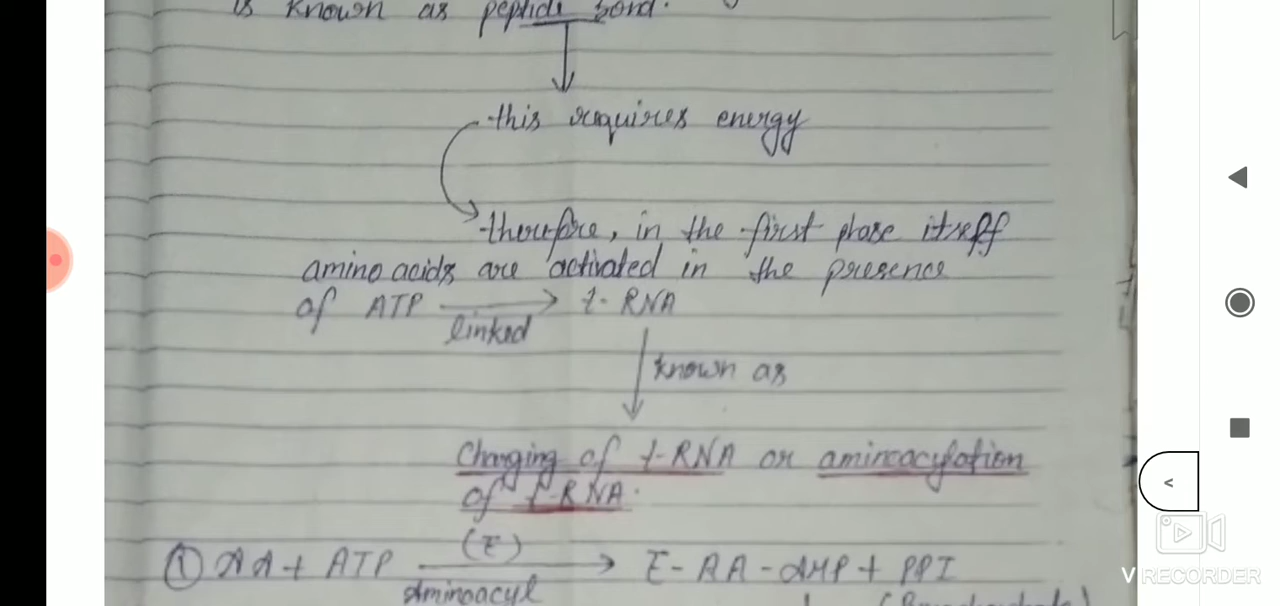 is known as peptide bond.
this requires energy
therefore, in the first phase itself
amino acids are activated in the presence
of ATP linked t-RNA
known as
Charging of t-RNA or aminoacylation
of t-RNA.
(E)
① AA + ATP E-AA-AMP + PPI
Aminoacyl
<
VRECORDER